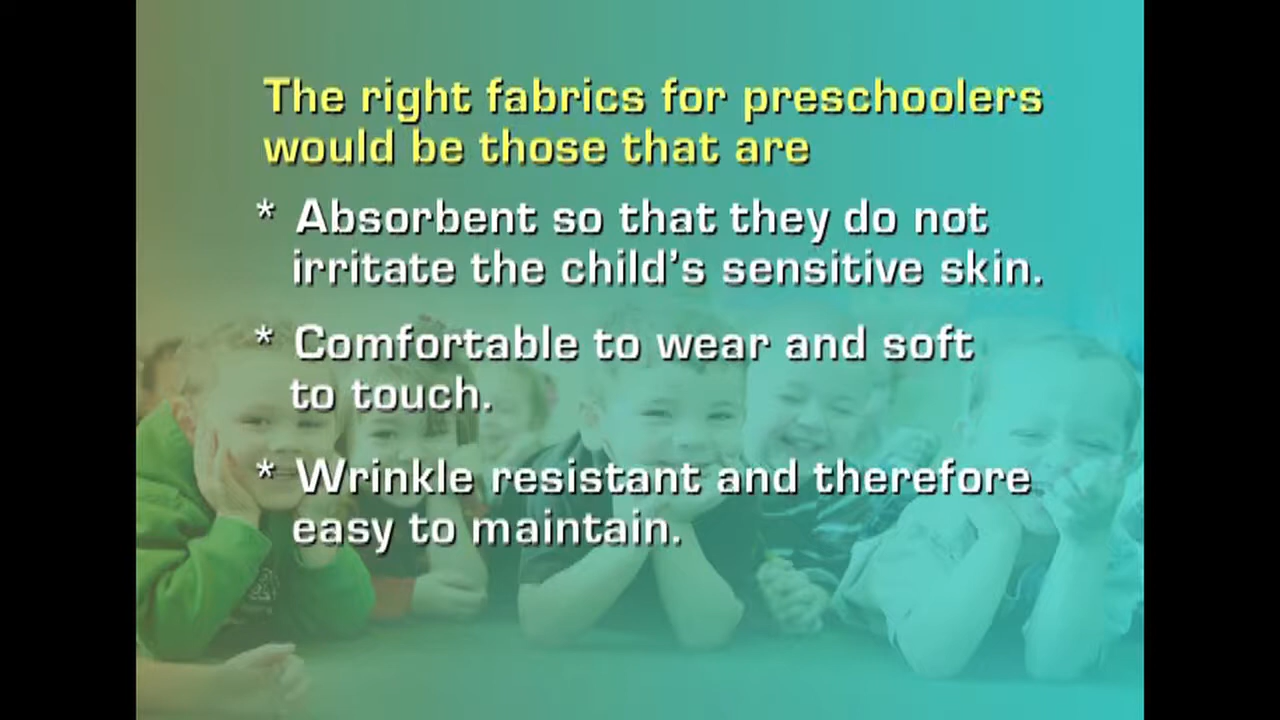 The right fabrics for preschoolers
would be those that are
* Absorbent so that they do not
irritate the child's sensitive skin.
* Comfortable to wear and soft
to touch.
* Wrinkle resistant and therefore
easy to maintain.